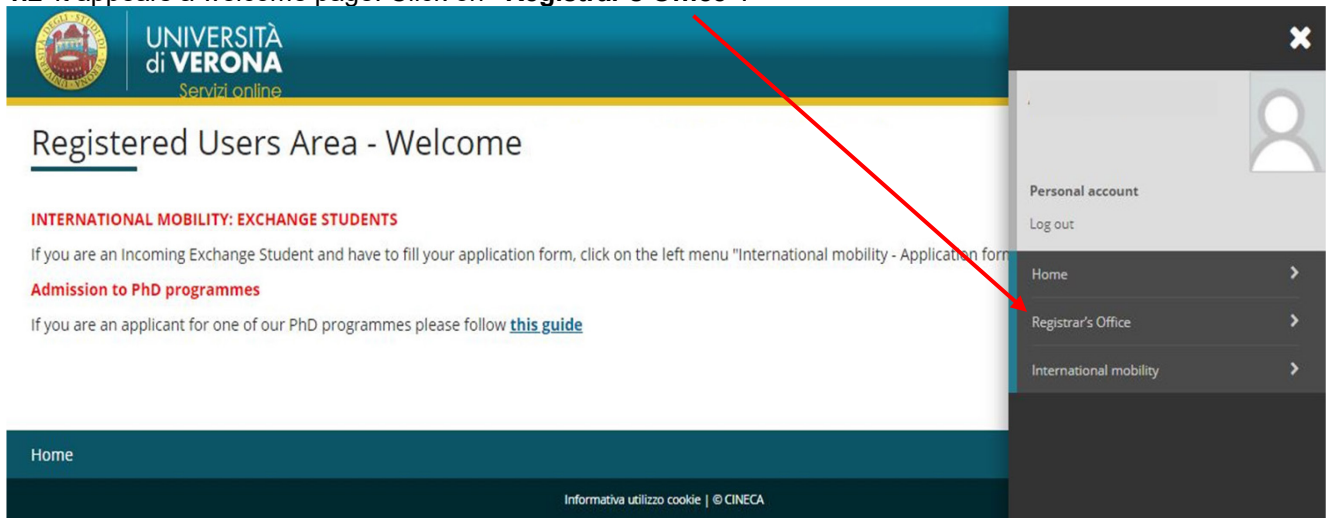 UNIVERSITÀ
di VERONA
Servizi online
Registered Users Area - Welcome
INTERNATIONAL MOBILITY: EXCHANGE STUDENTS
If you are an Incoming Exchange Student and have to fill your application form, click on the left menu "International mobility - Application form
Admission to PhD programmes
If you are an applicant for one of our PhD programmes please follow this guide
Personal account
Log out
Home
Registrar's Office
International mobility
Home
Informativa utilizzo cookie | © CINECA